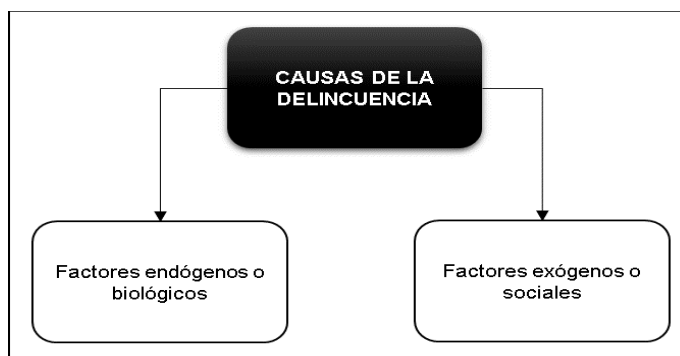 CAUSAS DE LA
DELINCUENCIA
Factores endógenos o
biológicos
Factores exógenos o
sociales